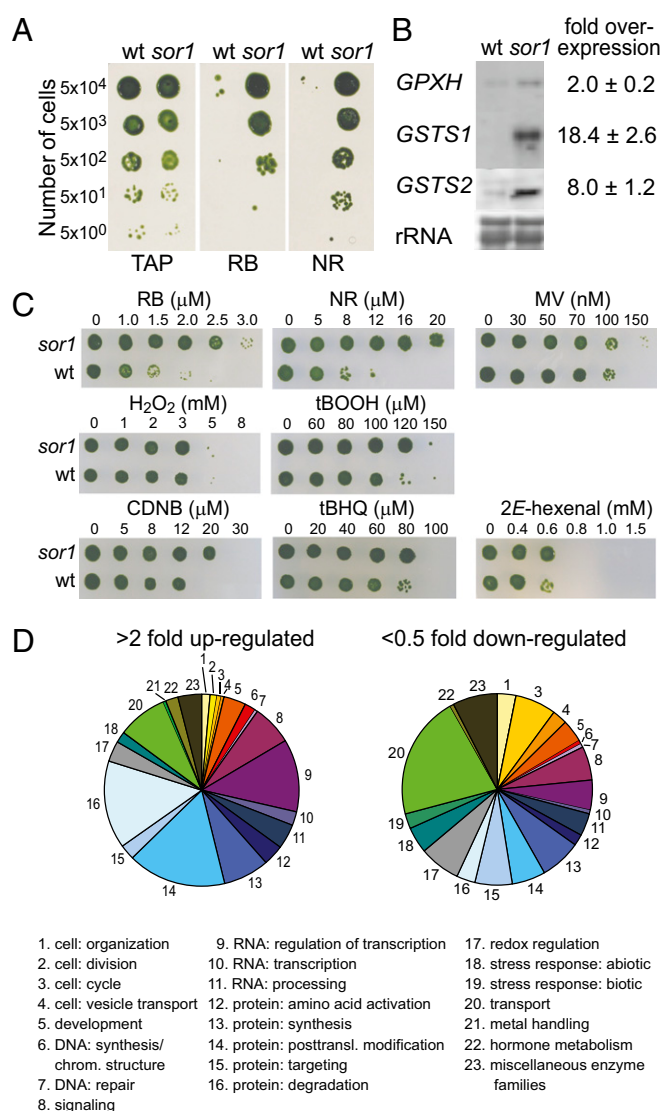 A
wt sor1 wt sor1 wt sor1
Number of cells
5x10⁴
5x10³
5x10²
5x10¹
5x10⁰
TAP RB NR
B
wt sor1 fold over-
expression
GPXH 2.0 ± 0.2
GSTS1 18.4 ± 2.6
GSTS2 8.0 ± 1.2
rRNA
C
RB (μM) NR (μM) MV (nM)
0 1.0 1.5 2.0 2.5 3.0 0 5 8 12 16 20 0 30 50 70 100 150
sor1
wt
H₂O₂ (mM) tBOOH (μM)
0 1 2 3 5 8 0 60 80 100 120 150
sor1
wt
CDNB (μM) tBHQ (μM) 2E-hexenal (mM)
0 5 8 12 20 30 0 20 40 60 80 100 0 0.4 0.6 0.8 1.0 1.5
sor1
wt
D
>2 fold up-regulated <0.5 fold down-regulated
1 2 3 4 5 6 7 8 9 10 11 12 13 14 15 16 17 18 20 21 22 23
1 3 4 5 6 7 8 9 10 11 12 13 14 15 16 17 18 19 20 22 23
1. cell: organization
2. cell: division
3. cell: cycle
4. cell: vesicle transport
5. development
6. DNA: synthesis/
chrom. structure
7. DNA: repair
8. signaling
9. RNA: regulation of transcription
10. RNA: transcription
11. RNA: processing
12. protein: amino acid activation
13. protein: synthesis
14. protein: posttransl. modification
15. protein: targeting
16. protein: degradation
17. redox regulation
18. stress response: abiotic
19. stress response: biotic
20. transport
21. metal handling
22. hormone metabolism
23. miscellaneous enzyme
families